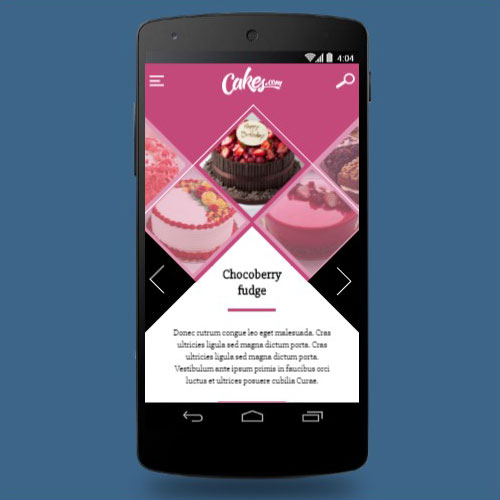 4:04
Cakes.com
Happy
Birthday
Chocoberry
fudge
Donec rutrum congue leo eget malesuada. Cras
ultricies ligula sed magna dictum porta. Cras
ultricies ligula sed magna dictum porta.
Vestibulum ante ipsum primis in faucibus orci
luctus et ultrices posuere cubilia Curae.